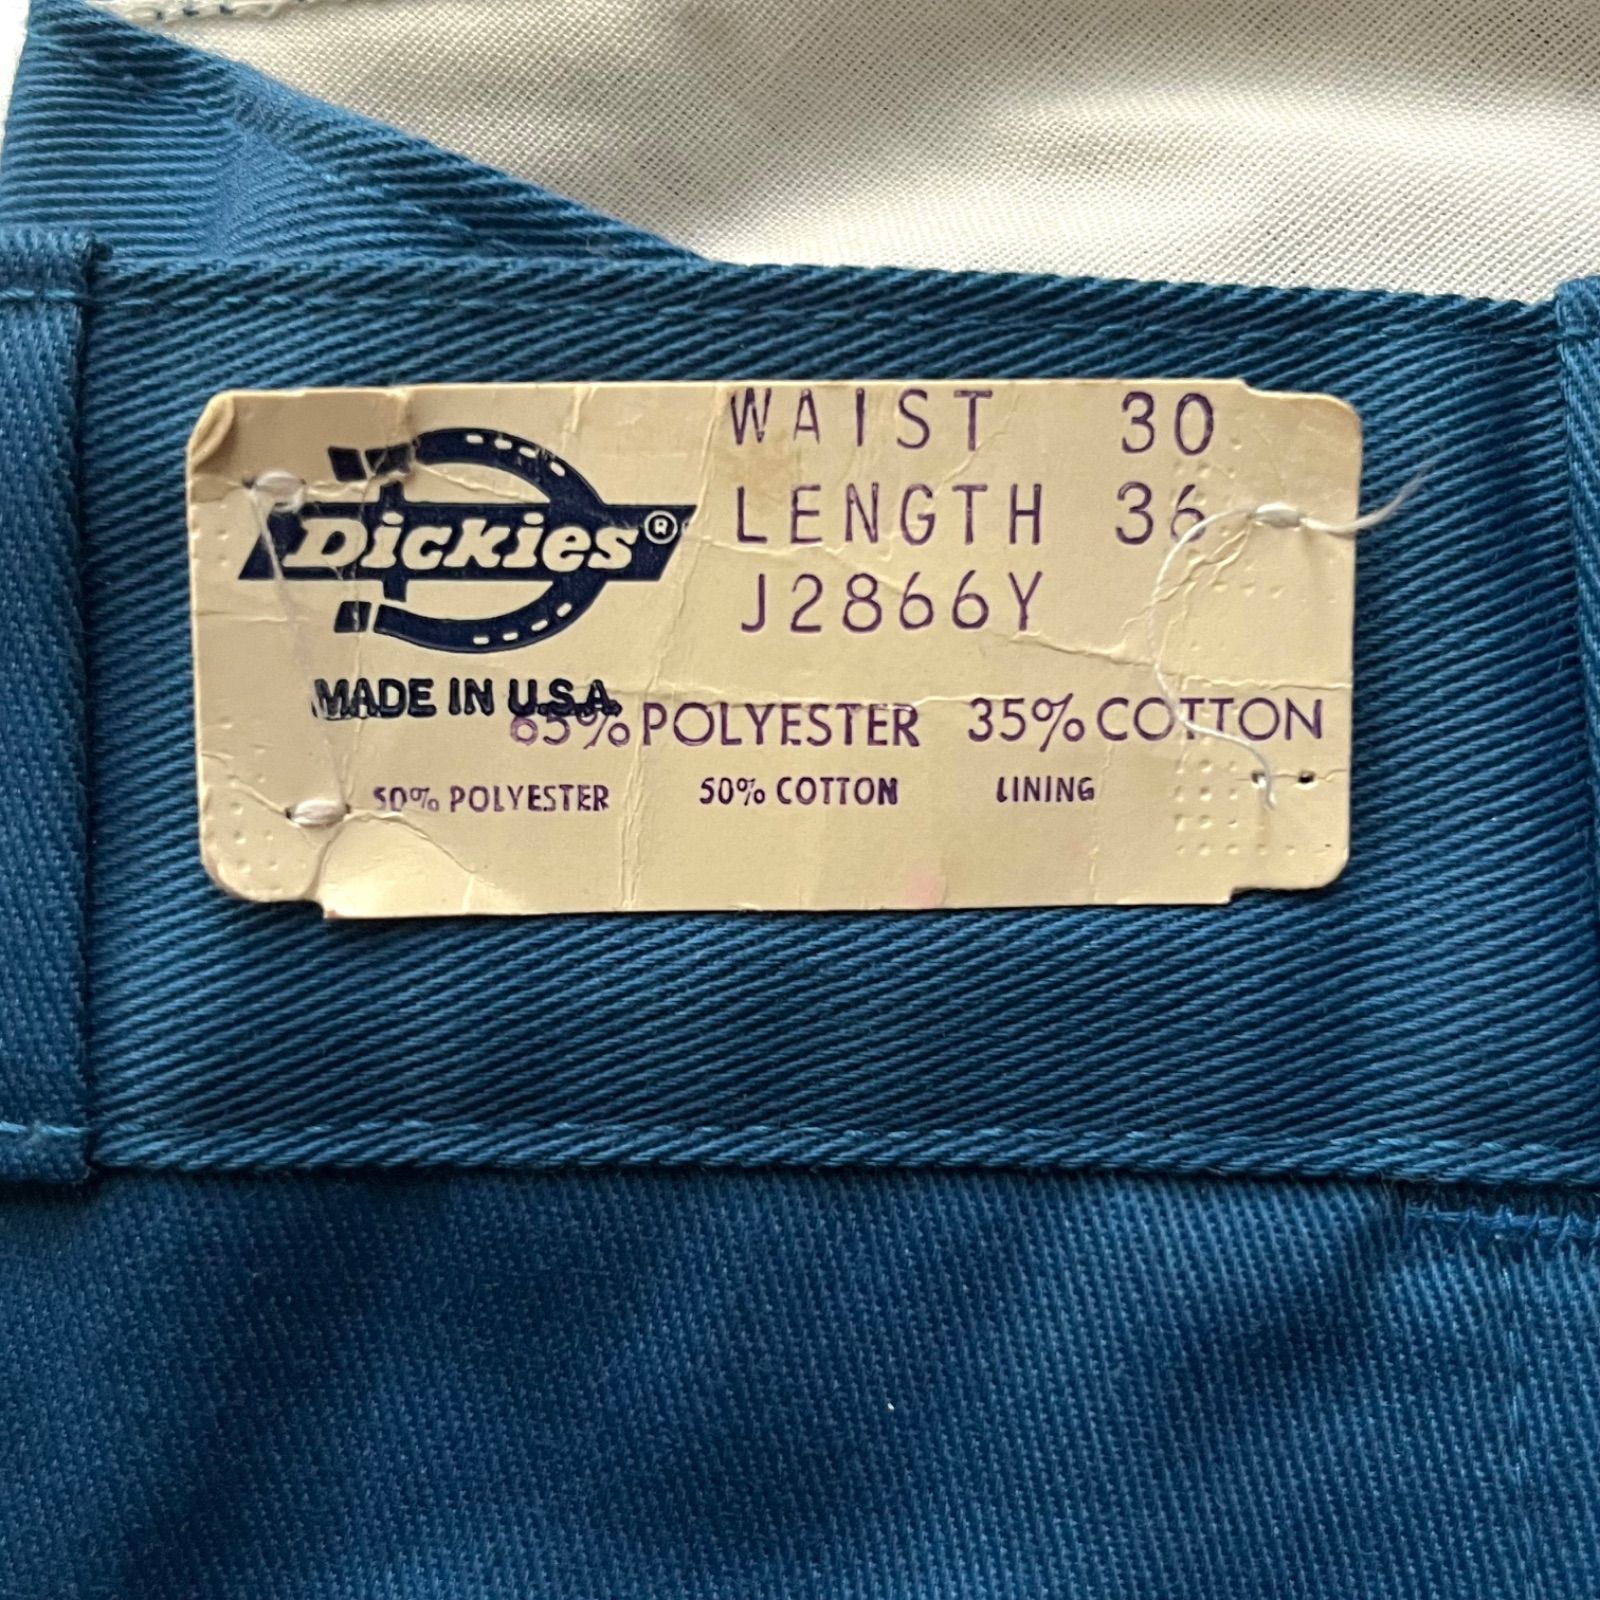 Dickies®
WAIST 30
LENGTH 36
J2866Y
MADE IN U.S.A.
65% POLYESTER 35% COTTON
50% POLYESTER 50% COTTON LINING